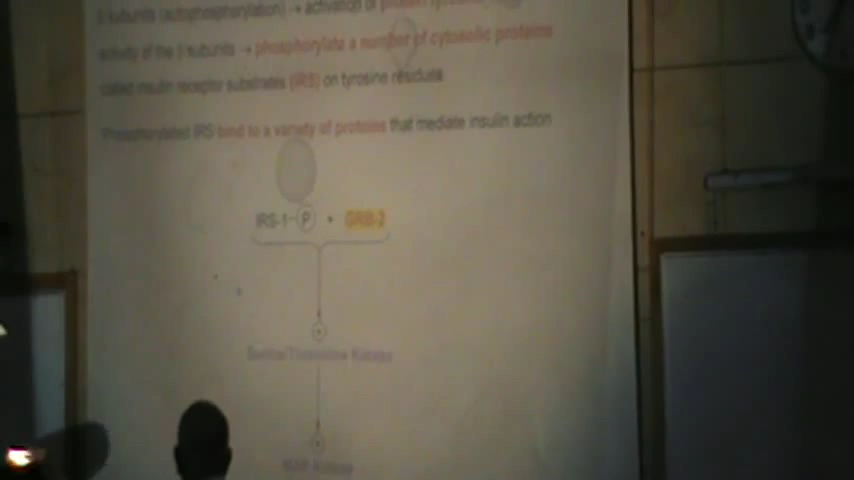 β subunits (autophosphorylation) → activation of protein tyrosine
activity of the β subunits → phosphorylate a number of cytosolic proteins
called insulin receptor substrates (IRS) on tyrosine residues
Phosphorylated IRS bind to a variety of proteins that mediate insulin action
IRS-1- P + GRB-2
+
Serine/Threonine Kinase
+
MAP Kinase